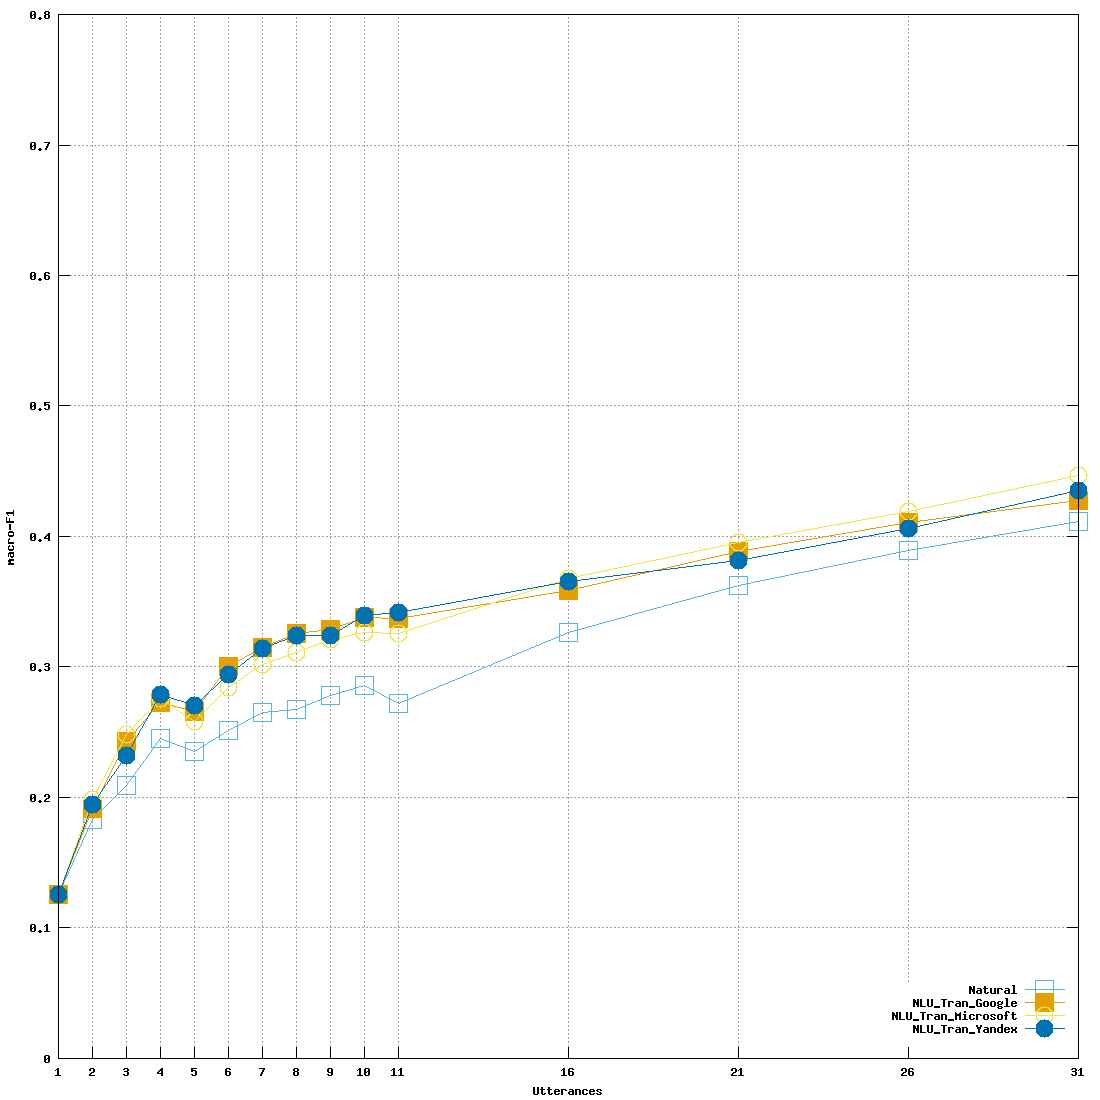 0.8
0.7
0.6
0.5
0.4
0.3
0.2
0.1
0
macro-F1
1 2 3 4 5 6 7 8 9 10 11 16 21 26 31
Utterances
Natural
NLU_Tran_Google
NLU_Tran_Microsoft
NLU_Tran_Yandex